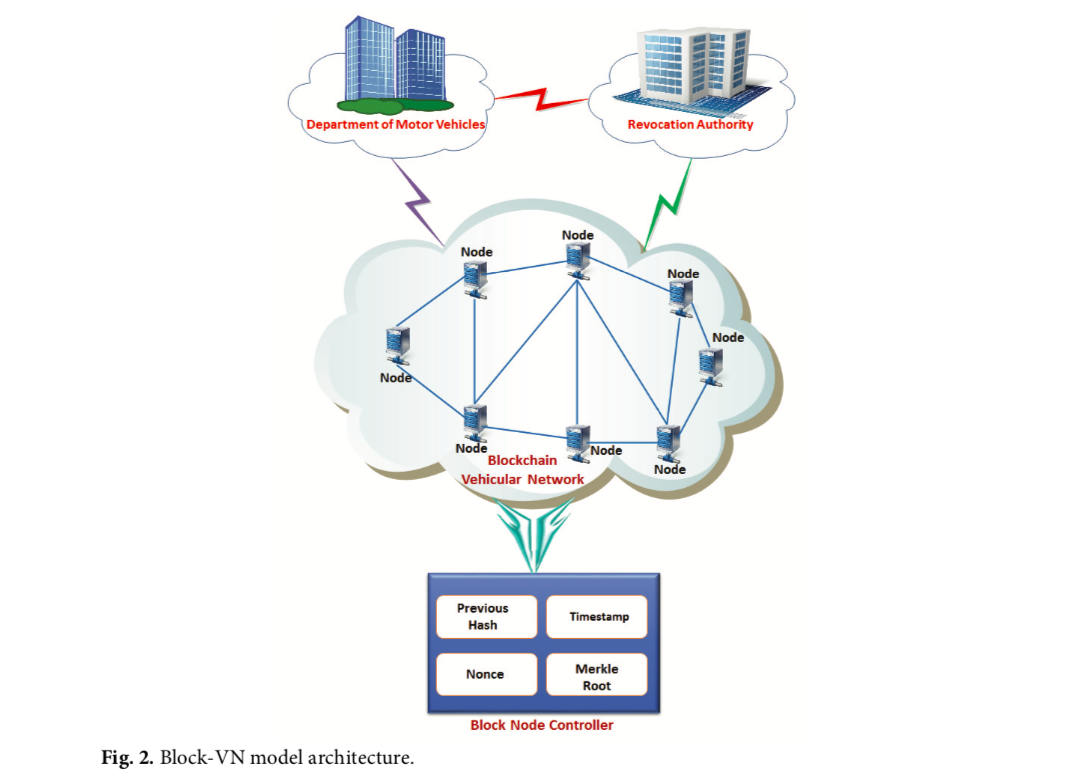 Department of Motor Vehicles
Revocation Authority
Node
Node
Node
Node
Node
Node
Node
Node
Blockchain
Vehicular Network
Previous
Hash
Timestamp
Nonce
Merkle
Root
Block Node Controller
Fig. 2. Block-VN model architecture.